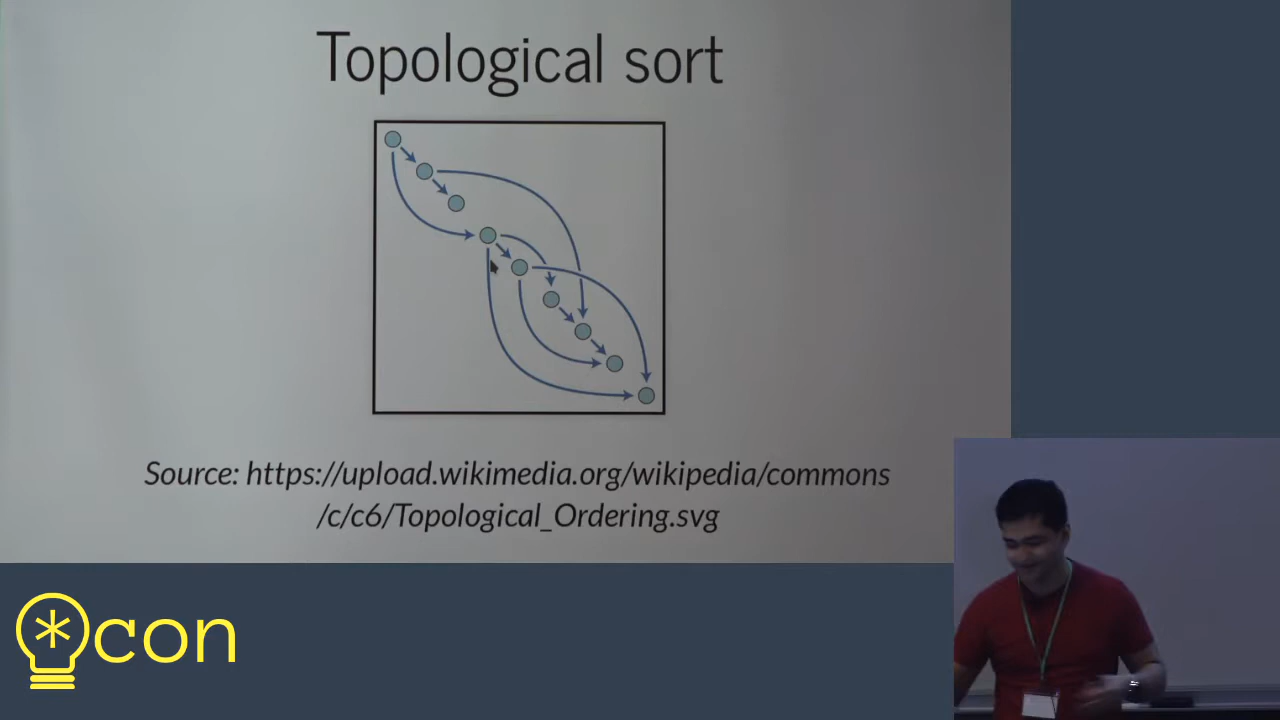 Topological sort
Source: https://upload.wikimedia.org/wikipedia/commons
/c/c6/Topological_Ordering.svg
*con